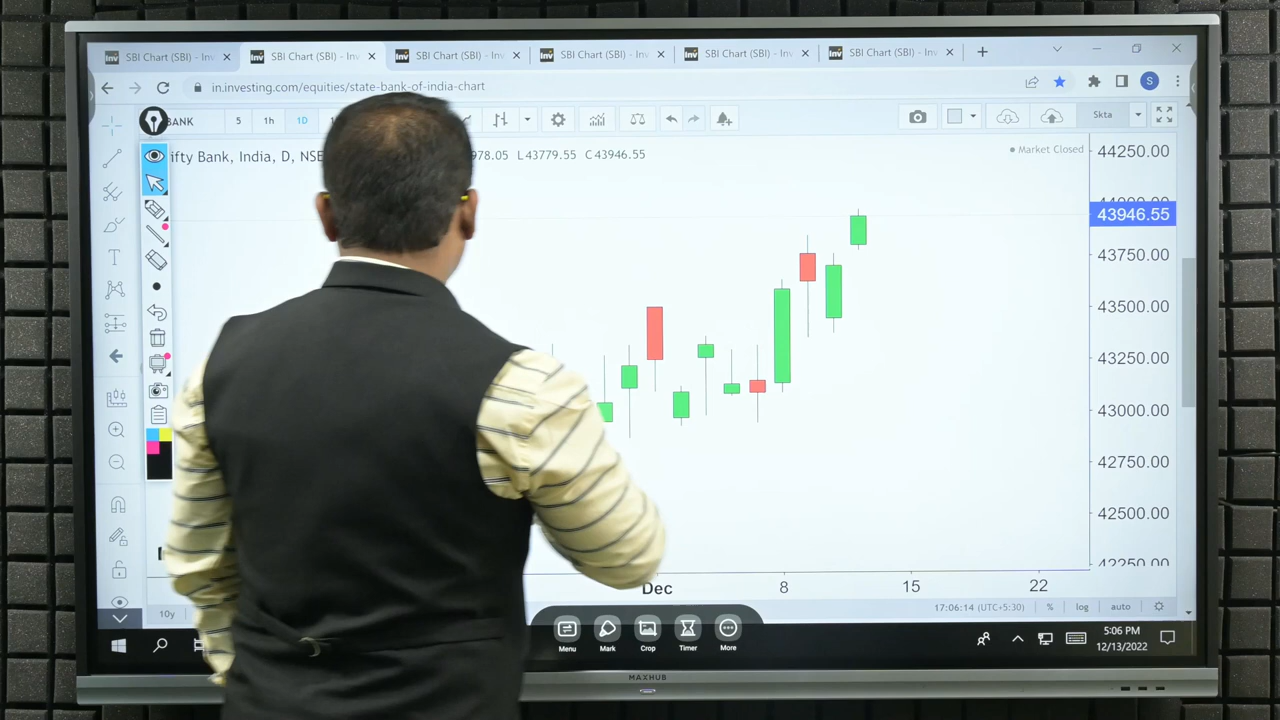 SBI Chart (SBI) - Inv SBI Chart (SBI) - Inv SBI Chart (SBI) - Inv SBI Chart (SBI) - Inv SBI Chart (SBI) - Inv SBI Chart (SBI) - Inv
in.investing.com/equities/state-bank-of-india-chart S
BANK 5 1h 1D Skta
ifty Bank, India, D, NSE 978.05 L43779.55 C43946.55 Market Closed
44250.00
43946.55
43750.00
43500.00
43250.00
43000.00
42750.00
42500.00
42250.00
Dec 8 15 22
10y 17:06:14 (UTC+5:30) % log auto
Menu Mark Crop Timer More
5:06 PM
12/13/2022
MAXHUB